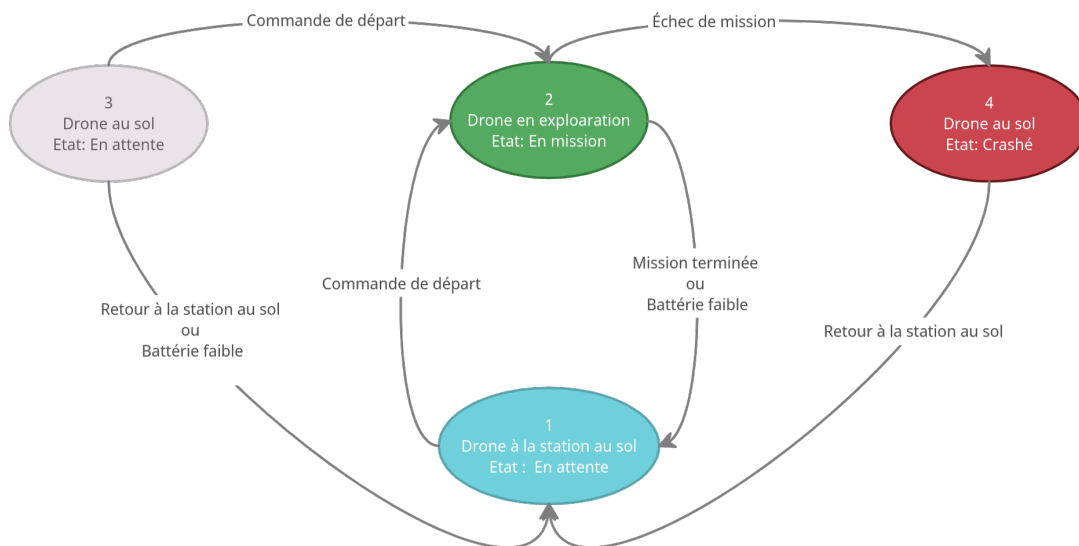 Commande de départ
Échec de mission
3
Drone au sol
Etat: En attente
2
Drone en exploaration
Etat: En mission
4
Drone au sol
Etat: Crashé
Commande de départ
Mission terminée
ou
Battérie faible
Retour à la station au sol
ou
Battérie faible
Retour à la station au sol
1
Drone à la station au sol
Etat :  En attente